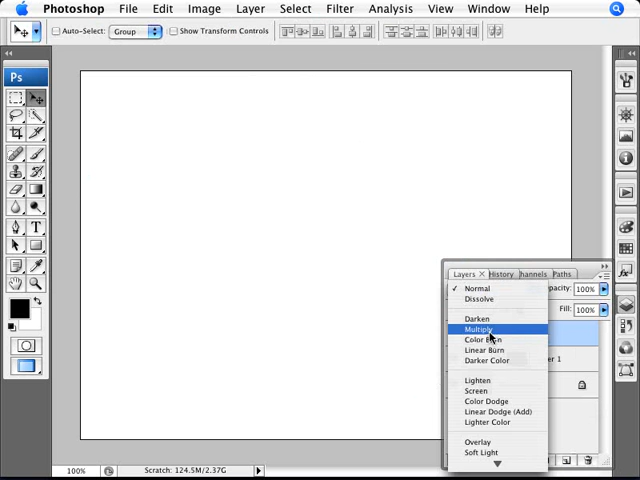 Photoshop File Edit Image Layer Select Filter Analysis View Window Help
Auto-Select: Group Show Transform Controls
Ps
T
Layers History hannels Paths
Normal
pacity: 100%
Dissolve
Fill: 100%
Darken
Multiply
Color B n
Linear Burn
er 1
Darker Color
Lighten
Screen
Color Dodge
Linear Dodge (Add)
Lighter Color
Overlay
Soft Light
100% Scratch: 124.5M/2.37G